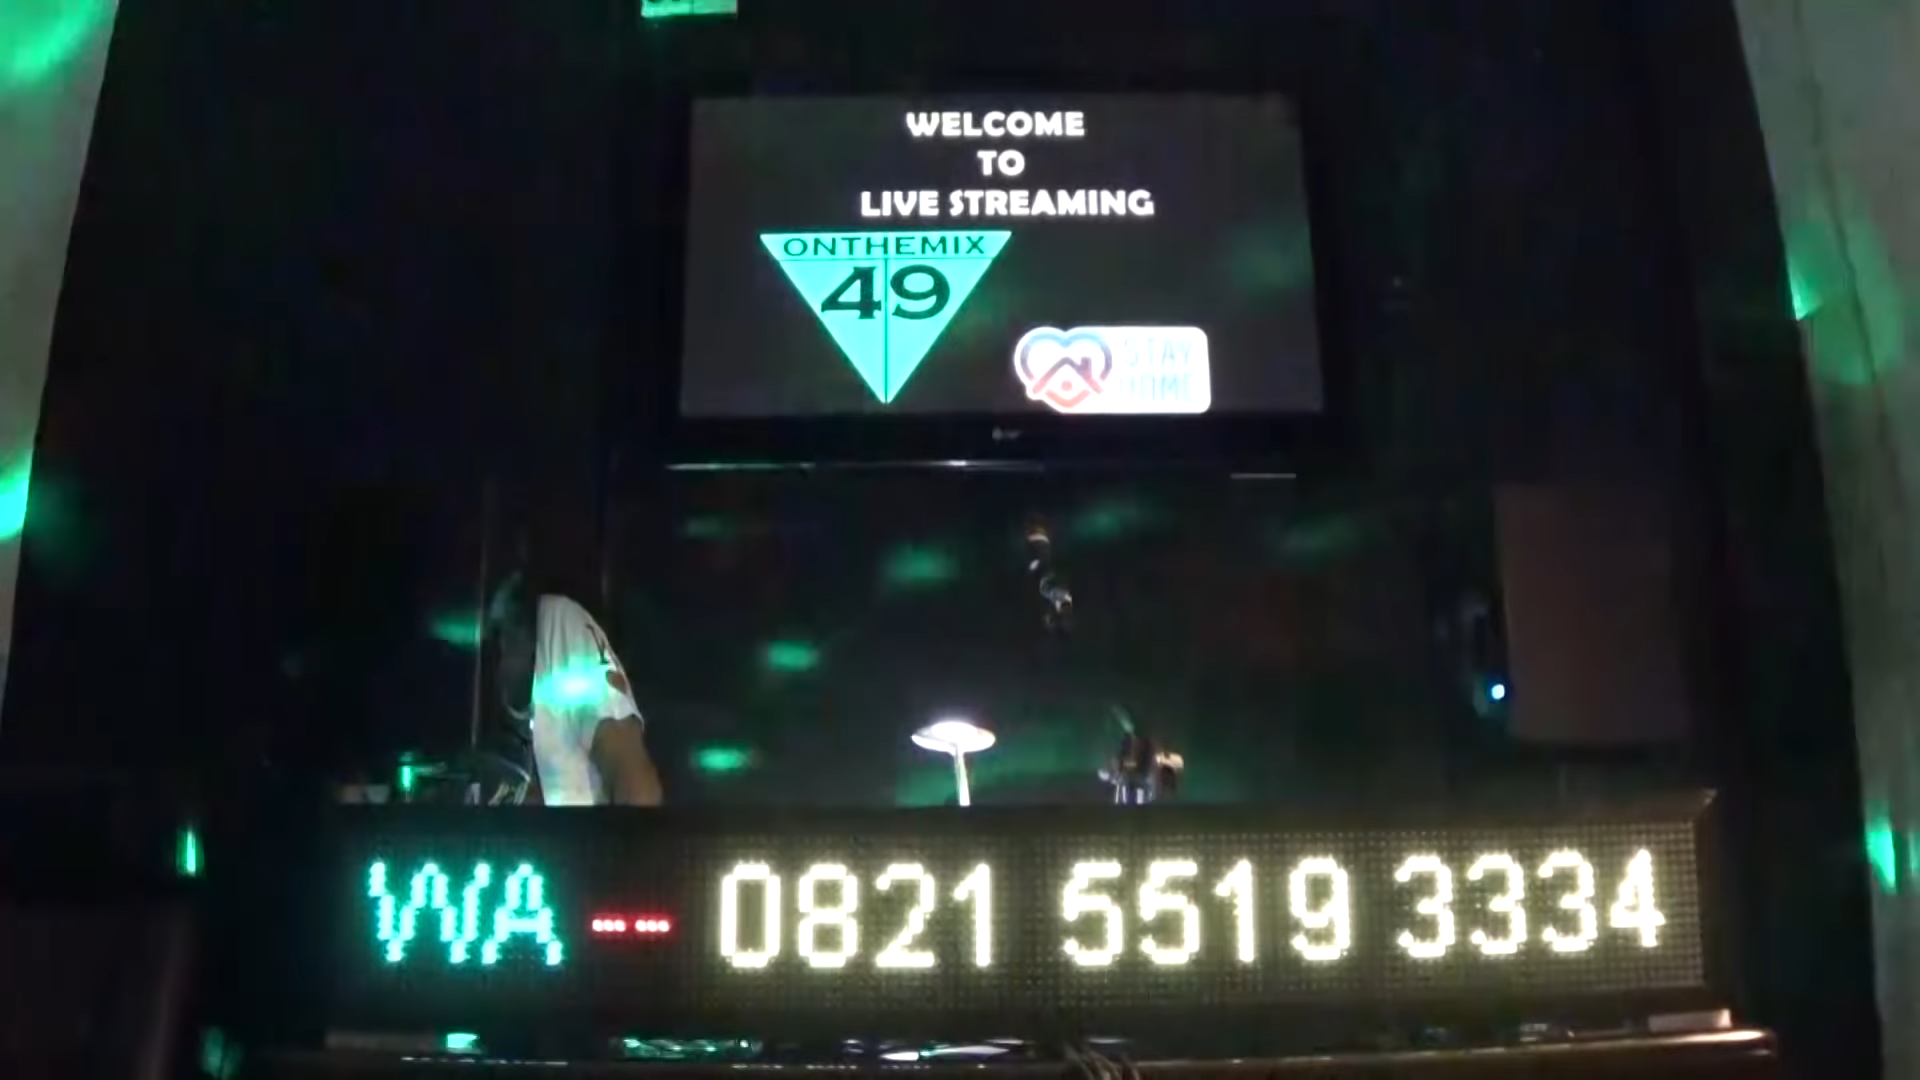 WELCOME
TO
LIVE STREAMING
ONTHEMIX
49
STAY
HOME
WA - 0821 5519 3334